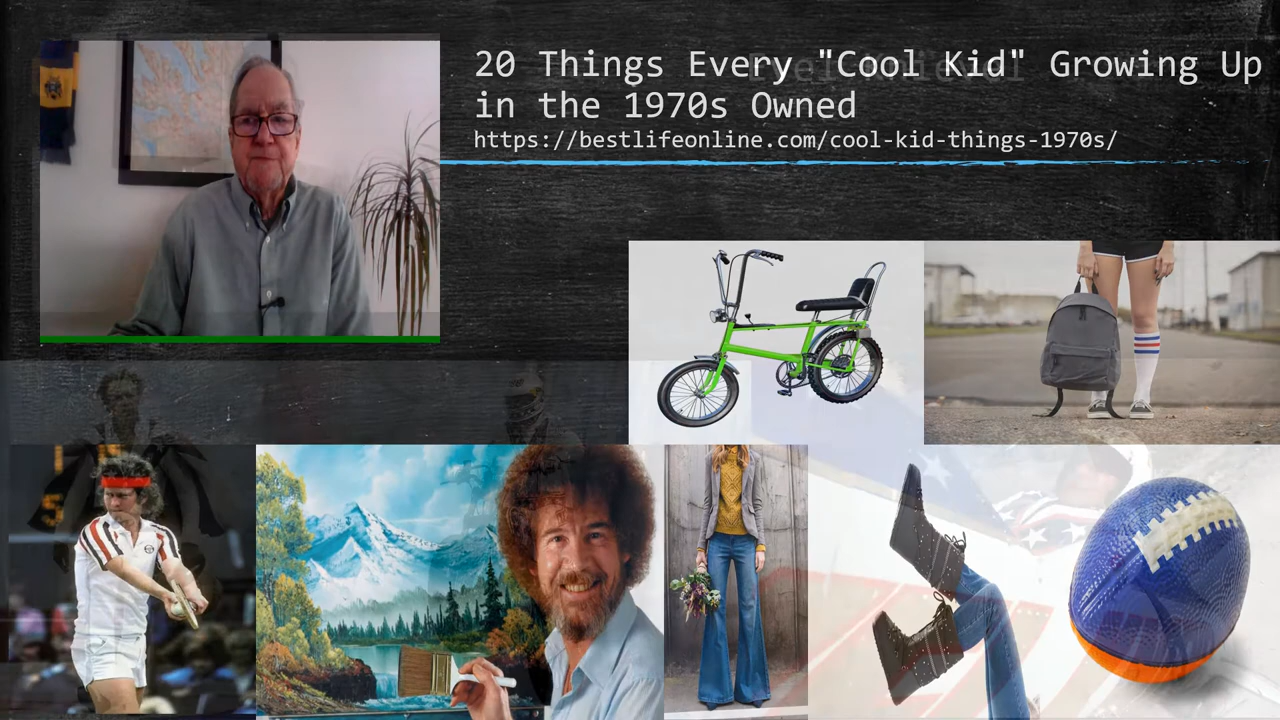 20 Things Every "Cool Kid" Growing Up
in the 1970s Owned
https://bestlifeonline.com/cool-kid-things-1970s/